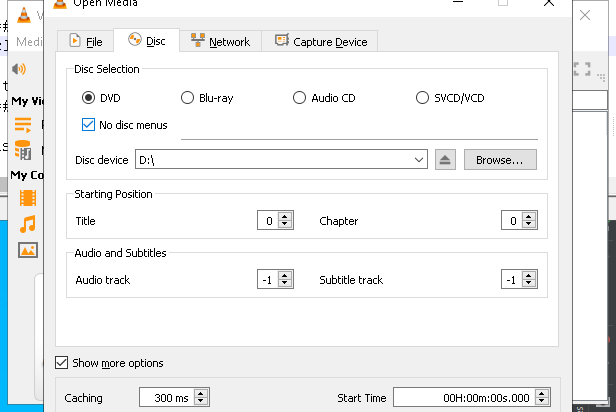 Open Media
Medi
File
Disc
Network
Capture Device
Disc Selection
DVD
Blu-ray
Audio CD
SVCD/VCD
My Vi
No disc menus
Disc device
D:\
Browse...
My Co
Starting Position
Title
0
Chapter
0
Audio and Subtitles
Audio track
-1
Subtitle track
-1
Show more options
Caching
300 ms
Start Time
00H:00m:00s.000